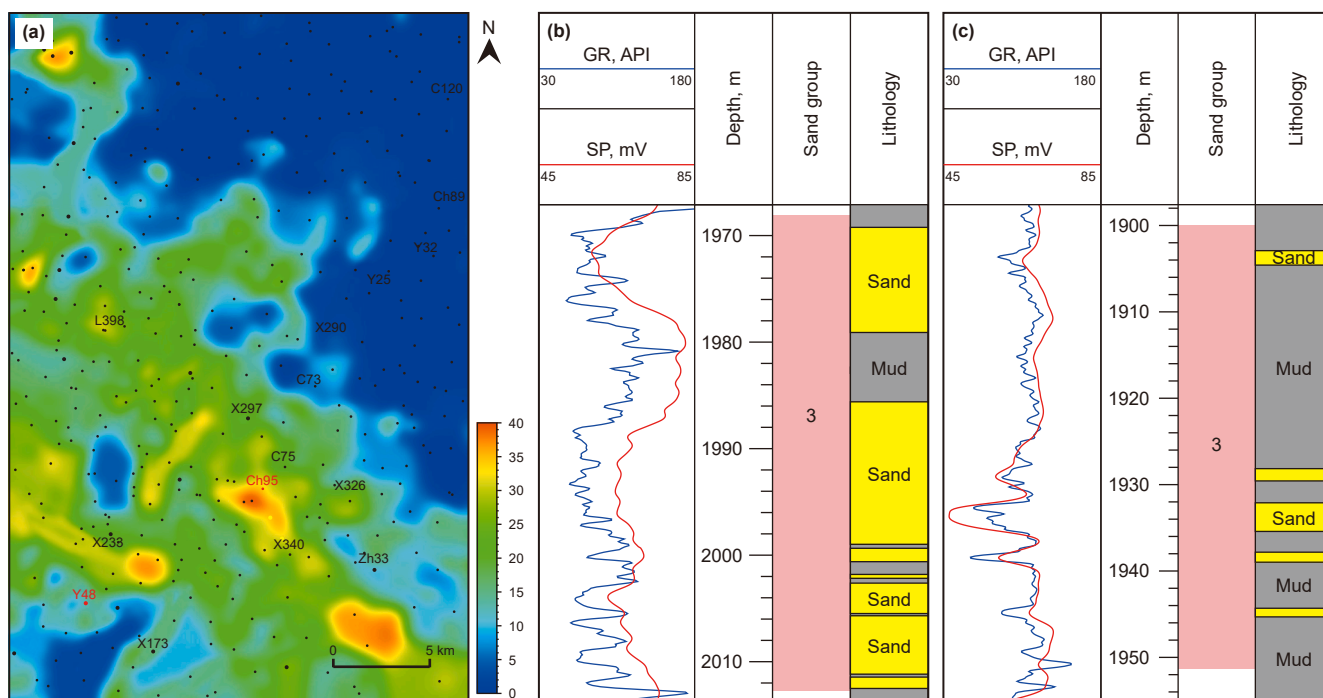 (a)
N
C120
Ch89
Y32
Y25
L398
X290
C73
X297
C75
Ch95
X326
X238
X340
Zh33
Y48
X173
0 5 km
40
35
30
25
20
15
10
5
0
(b)
GR, API
30 180
SP, mV
45 85
Depth, m
Sand group
Lithology
1970
1980
1990
2000
2010
3
Sand
Mud
Sand
Sand
Sand
(c)
GR, API
30 180
SP, mV
45 85
Depth, m
Sand group
Lithology
1900
1910
1920
1930
1940
1950
3
Sand
Mud
Sand
Mud
Mud